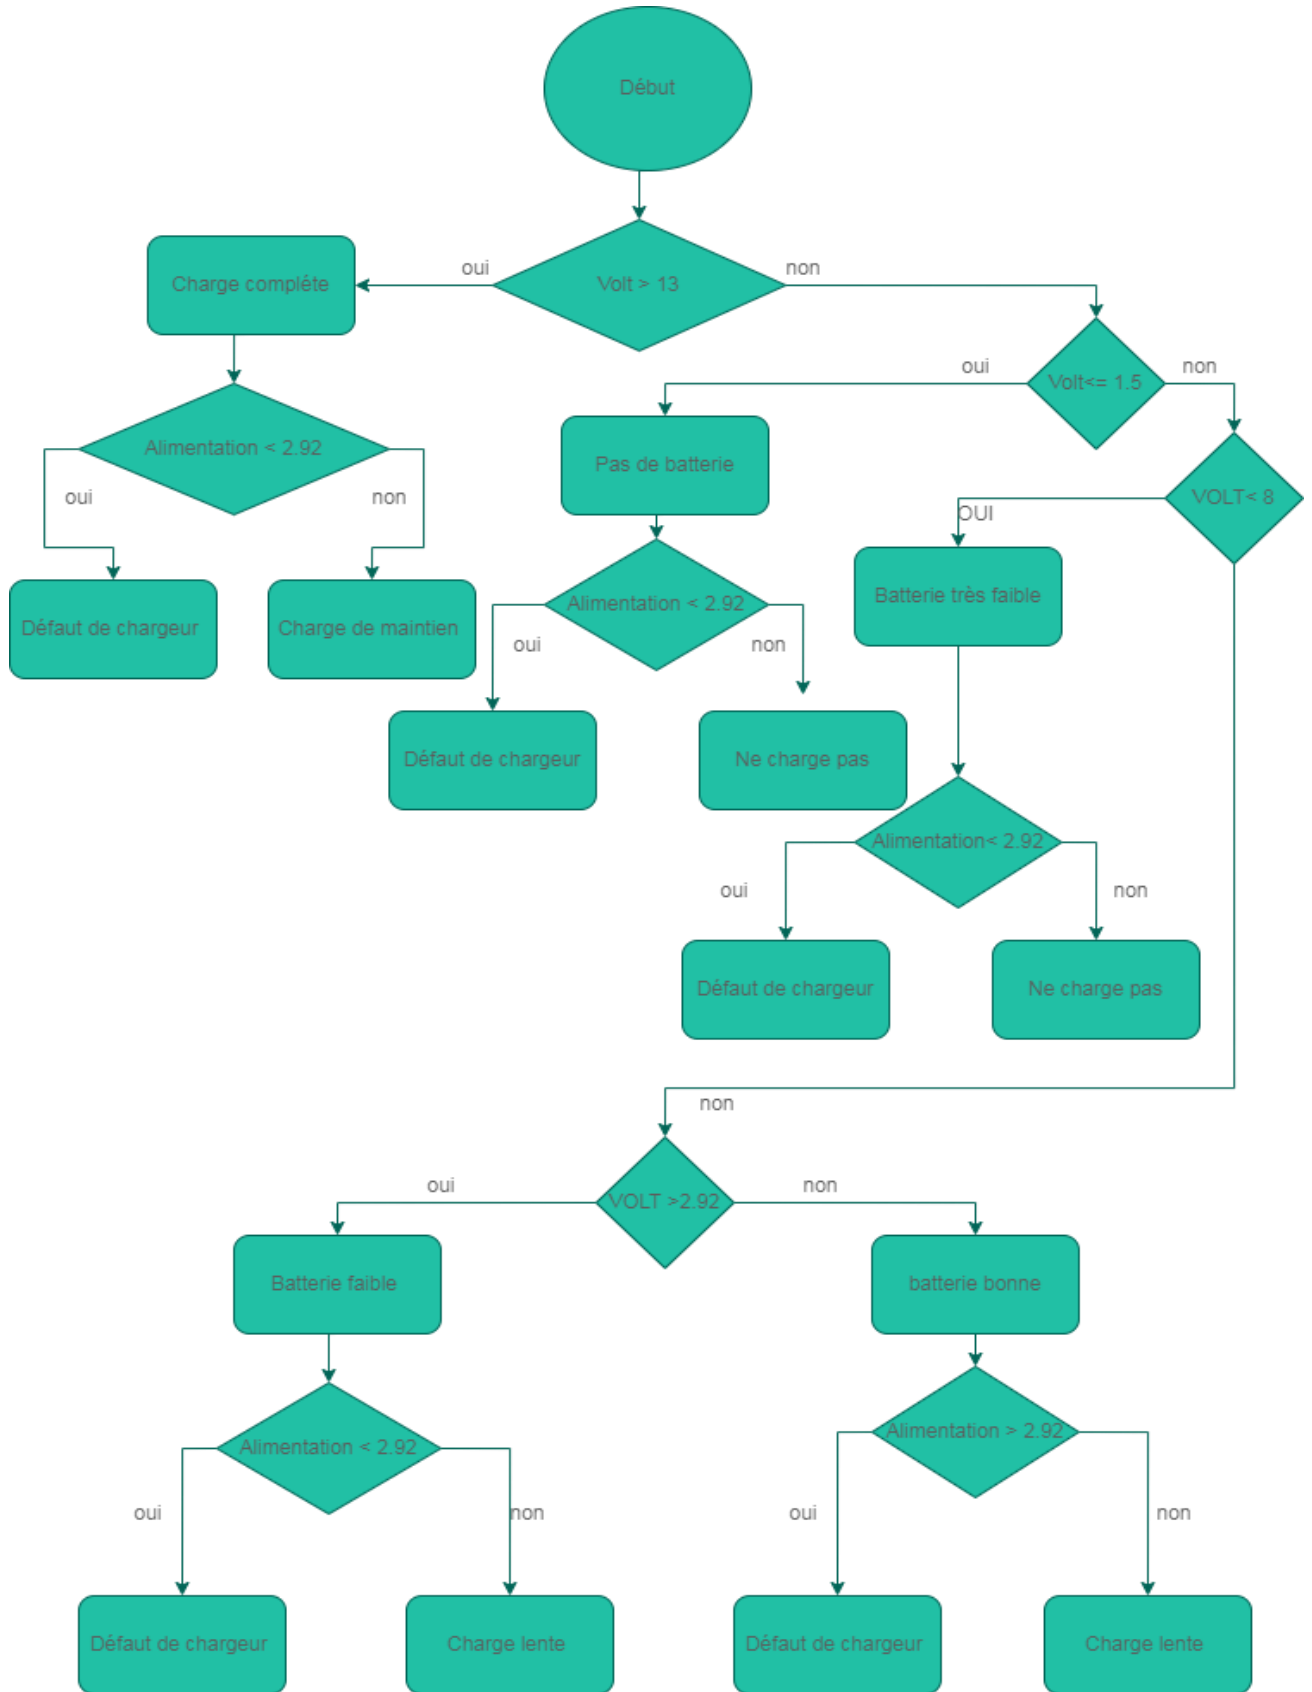 Début
oui
Volt > 13
non
Charge compléte
oui
Volt<= 1.5
non
Alimentation < 2.92
Pas de batterie
oui
non
VOLT< 8
OUI
Batterie très faible
Alimentation < 2.92
Défaut de chargeur
Charge de maintien
oui
non
Défaut de chargeur
Ne charge pas
Alimentation< 2.92
oui
non
Défaut de chargeur
Ne charge pas
non
oui
VOLT >2.92
non
Batterie faible
batterie bonne
Alimentation < 2.92
Alimentation > 2.92
oui
non
oui
non
Défaut de chargeur
Charge lente
Défaut de chargeur
Charge lente